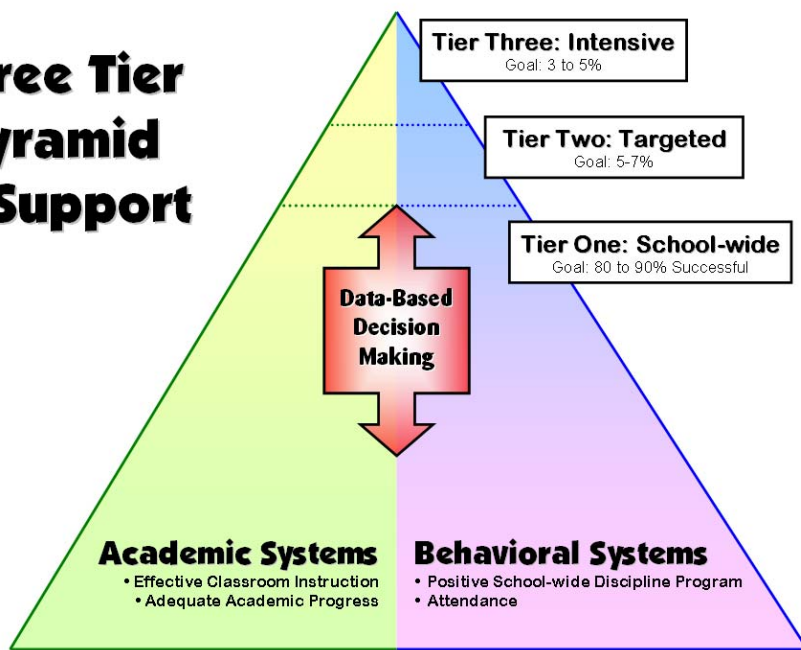 ree Tier
yramid
Support
Tier Three: Intensive
Goal: 3 to 5%
Tier Two: Targeted
Goal: 5-7%
Tier One: School-wide
Goal: 80 to 90% Successful
Data-Based
Decision
Making
Academic Systems
• Effective Classroom Instruction
• Adequate Academic Progress
Behavioral Systems
• Positive School-wide Discipline Program
• Attendance